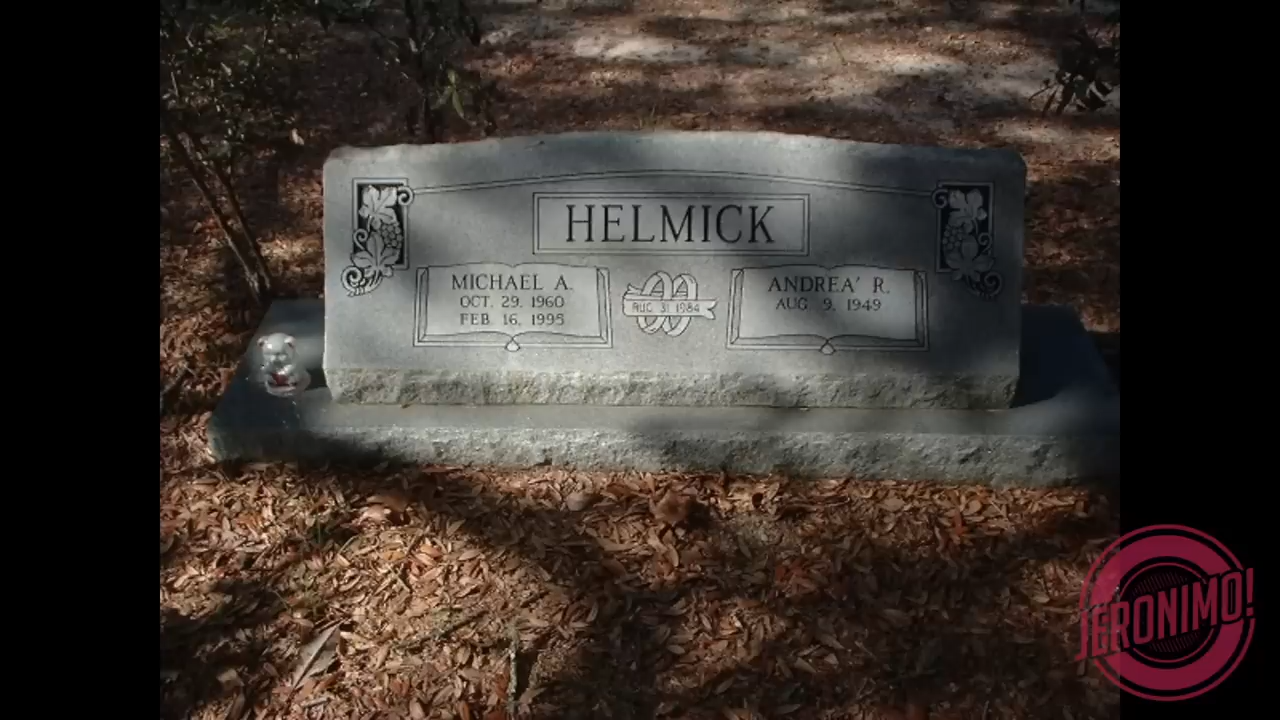 HELMICK
MICHAEL A.
OCT. 29, 1960
FEB. 16, 1995
AUG. 31, 1984
ANDREA' R.
AUG. 9, 1949
JERONIMO!